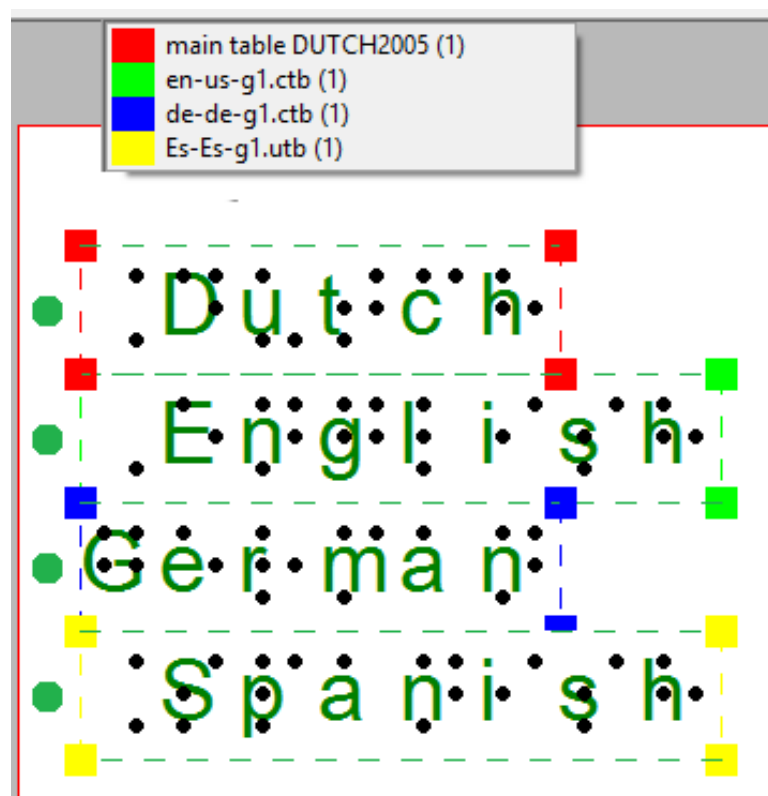 main table DUTCH2005 (1)
en-us-g1.ctb (1)
de-de-g1.ctb (1)
Es-Es-g1.utb (1)
Dutch
English
German
Spanish